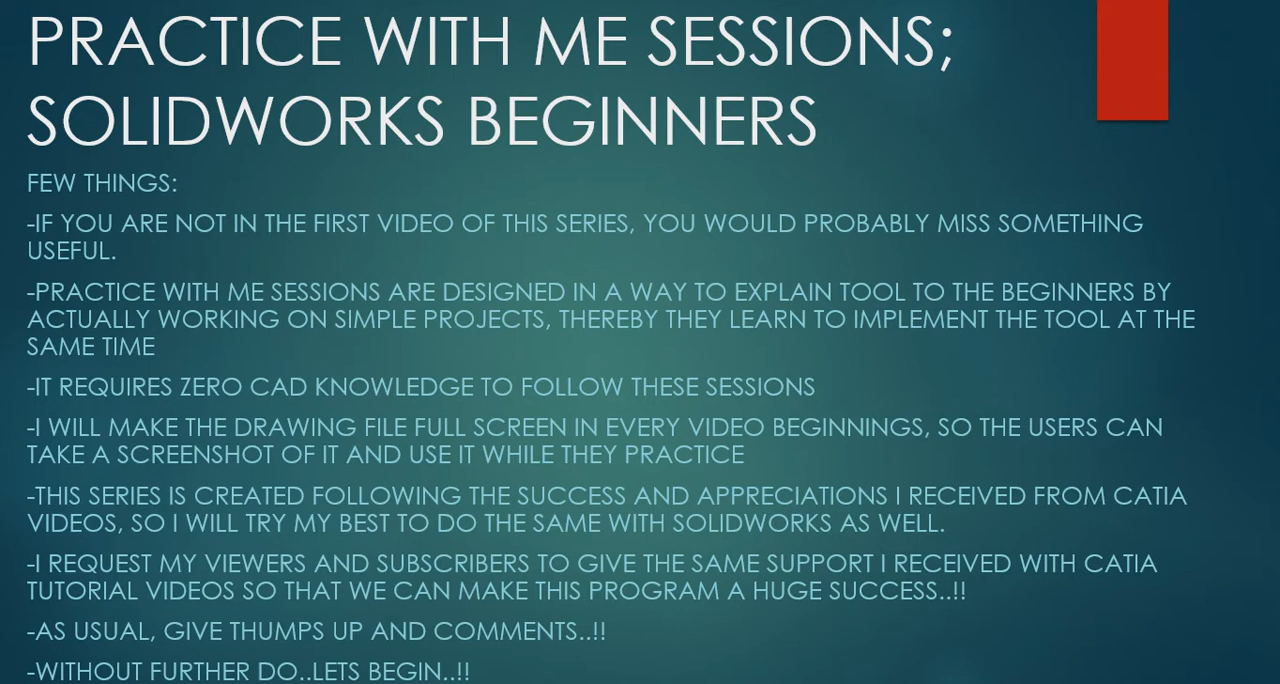 PRACTICE WITH ME SESSIONS;
SOLIDWORKS BEGINNERS
FEW THINGS:
-IF YOU ARE NOT IN THE FIRST VIDEO OF THIS SERIES, YOU WOULD PROBABLY MISS SOMETHING
USEFUL.
-PRACTICE WITH ME SESSIONS ARE DESIGNED IN A WAY TO EXPLAIN TOOL TO THE BEGINNERS BY
ACTUALLY WORKING ON SIMPLE PROJECTS, THEREBY THEY LEARN TO IMPLEMENT THE TOOL AT THE
SAME TIME
-IT REQUIRES ZERO CAD KNOWLEDGE TO FOLLOW THESE SESSIONS
-I WILL MAKE THE DRAWING FILE FULL SCREEN IN EVERY VIDEO BEGINNINGS, SO THE USERS CAN
TAKE A SCREENSHOT OF IT AND USE IT WHILE THEY PRACTICE
-THIS SERIES IS CREATED FOLLOWING THE SUCCESS AND APPRECIATIONS I RECEIVED FROM CATIA
VIDEOS, SO I WILL TRY MY BEST TO DO THE SAME WITH SOLIDWORKS AS WELL.
-I REQUEST MY VIEWERS AND SUBSCRIBERS TO GIVE THE SAME SUPPORT I RECEIVED WITH CATIA
TUTORIAL VIDEOS SO THAT WE CAN MAKE THIS PROGRAM A HUGE SUCCESS..!!
-AS USUAL, GIVE THUMPS UP AND COMMENTS..!!
-WITHOUT FURTHER DO..LETS BEGIN..!!